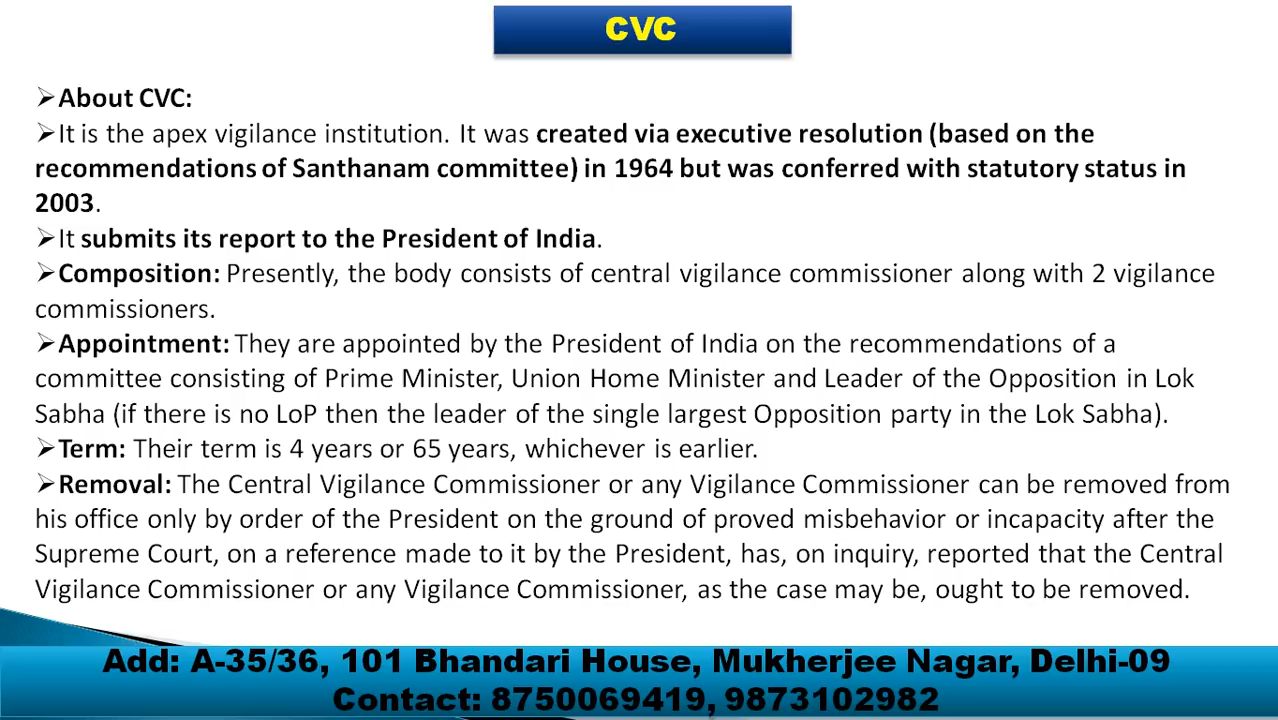 CVC
➢About CVC:
➢It is the apex vigilance institution. It was created via executive resolution (based on the
recommendations of Santhanam committee) in 1964 but was conferred with statutory status in
2003.
➢It submits its report to the President of India.
➢Composition: Presently, the body consists of central vigilance commissioner along with 2 vigilance
commissioners.
➢Appointment: They are appointed by the President of India on the recommendations of a
committee consisting of Prime Minister, Union Home Minister and Leader of the Opposition in Lok
Sabha (if there is no LoP then the leader of the single largest Opposition party in the Lok Sabha).
➢Term: Their term is 4 years or 65 years, whichever is earlier.
➢Removal: The Central Vigilance Commissioner or any Vigilance Commissioner can be removed from
his office only by order of the President on the ground of proved misbehavior or incapacity after the
Supreme Court, on a reference made to it by the President, has, on inquiry, reported that the Central
Vigilance Commissioner or any Vigilance Commissioner, as the case may be, ought to be removed.
Add: A-35/36, 101 Bhandari House, Mukherjee Nagar, Delhi-09
Contact: 8750069419, 9873102982